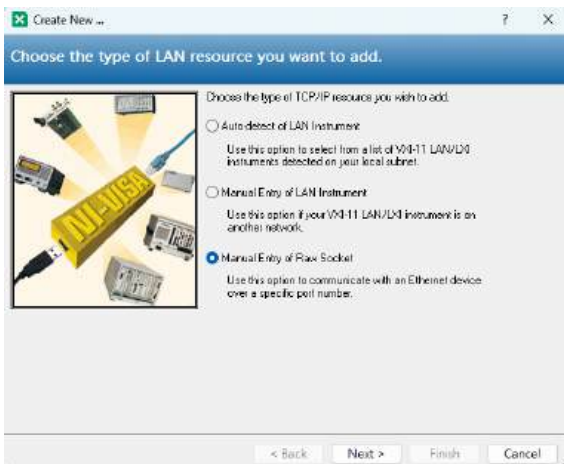 Create New ...
? X
Choose the type of LAN resource you want to add.
Choose the type of TCP/IP resource you wish to add.
Auto-detect of LAN Instrument
Use this option to select from a list of VXI-11 LAN/LXI
instruments detected on your local subnet.
Manual Entry of LAN Instrument
Use this option if your VXI-11 LAN/LXI instrument is on
another network.
Manual Entry of Raw Socket
Use this option to communicate with an Ethernet device
over a specific port number.
NI-VISA
< Back
Next >
Finish
Cancel